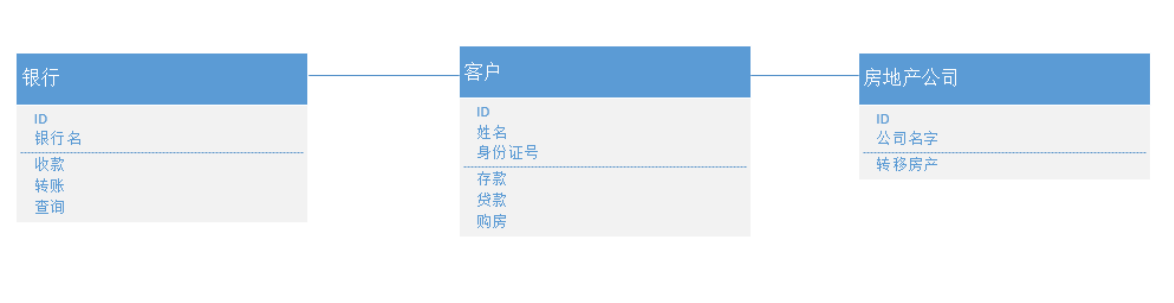 银行
ID
银行名
收款
转账
查询
客户
ID
姓名
身份证号
存款
贷款
购房
房地产公司
ID
公司名字
转移房产